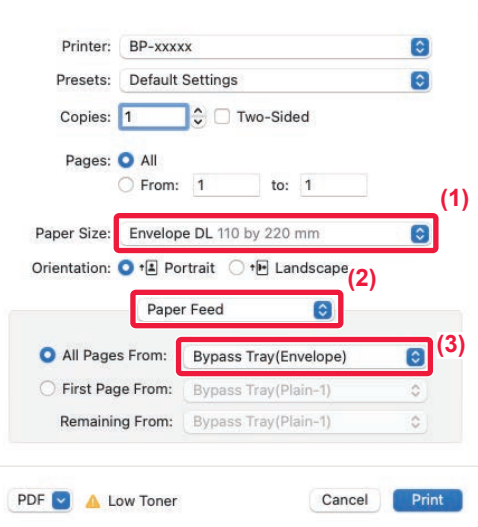 Printer: BP-xxxxx
Presets: Default Settings
Copies: 1 Two-Sided
Pages: All
From: 1 to: 1
(1)
Paper Size: Envelope DL 110 by 220 mm
Orientation: Portrait Landscape
(2)
Paper Feed
(3)
All Pages From: Bypass Tray(Envelope)
First Page From: Bypass Tray(Plain-1)
Remaining From: Bypass Tray(Plain-1)
PDF Low Toner Cancel Print